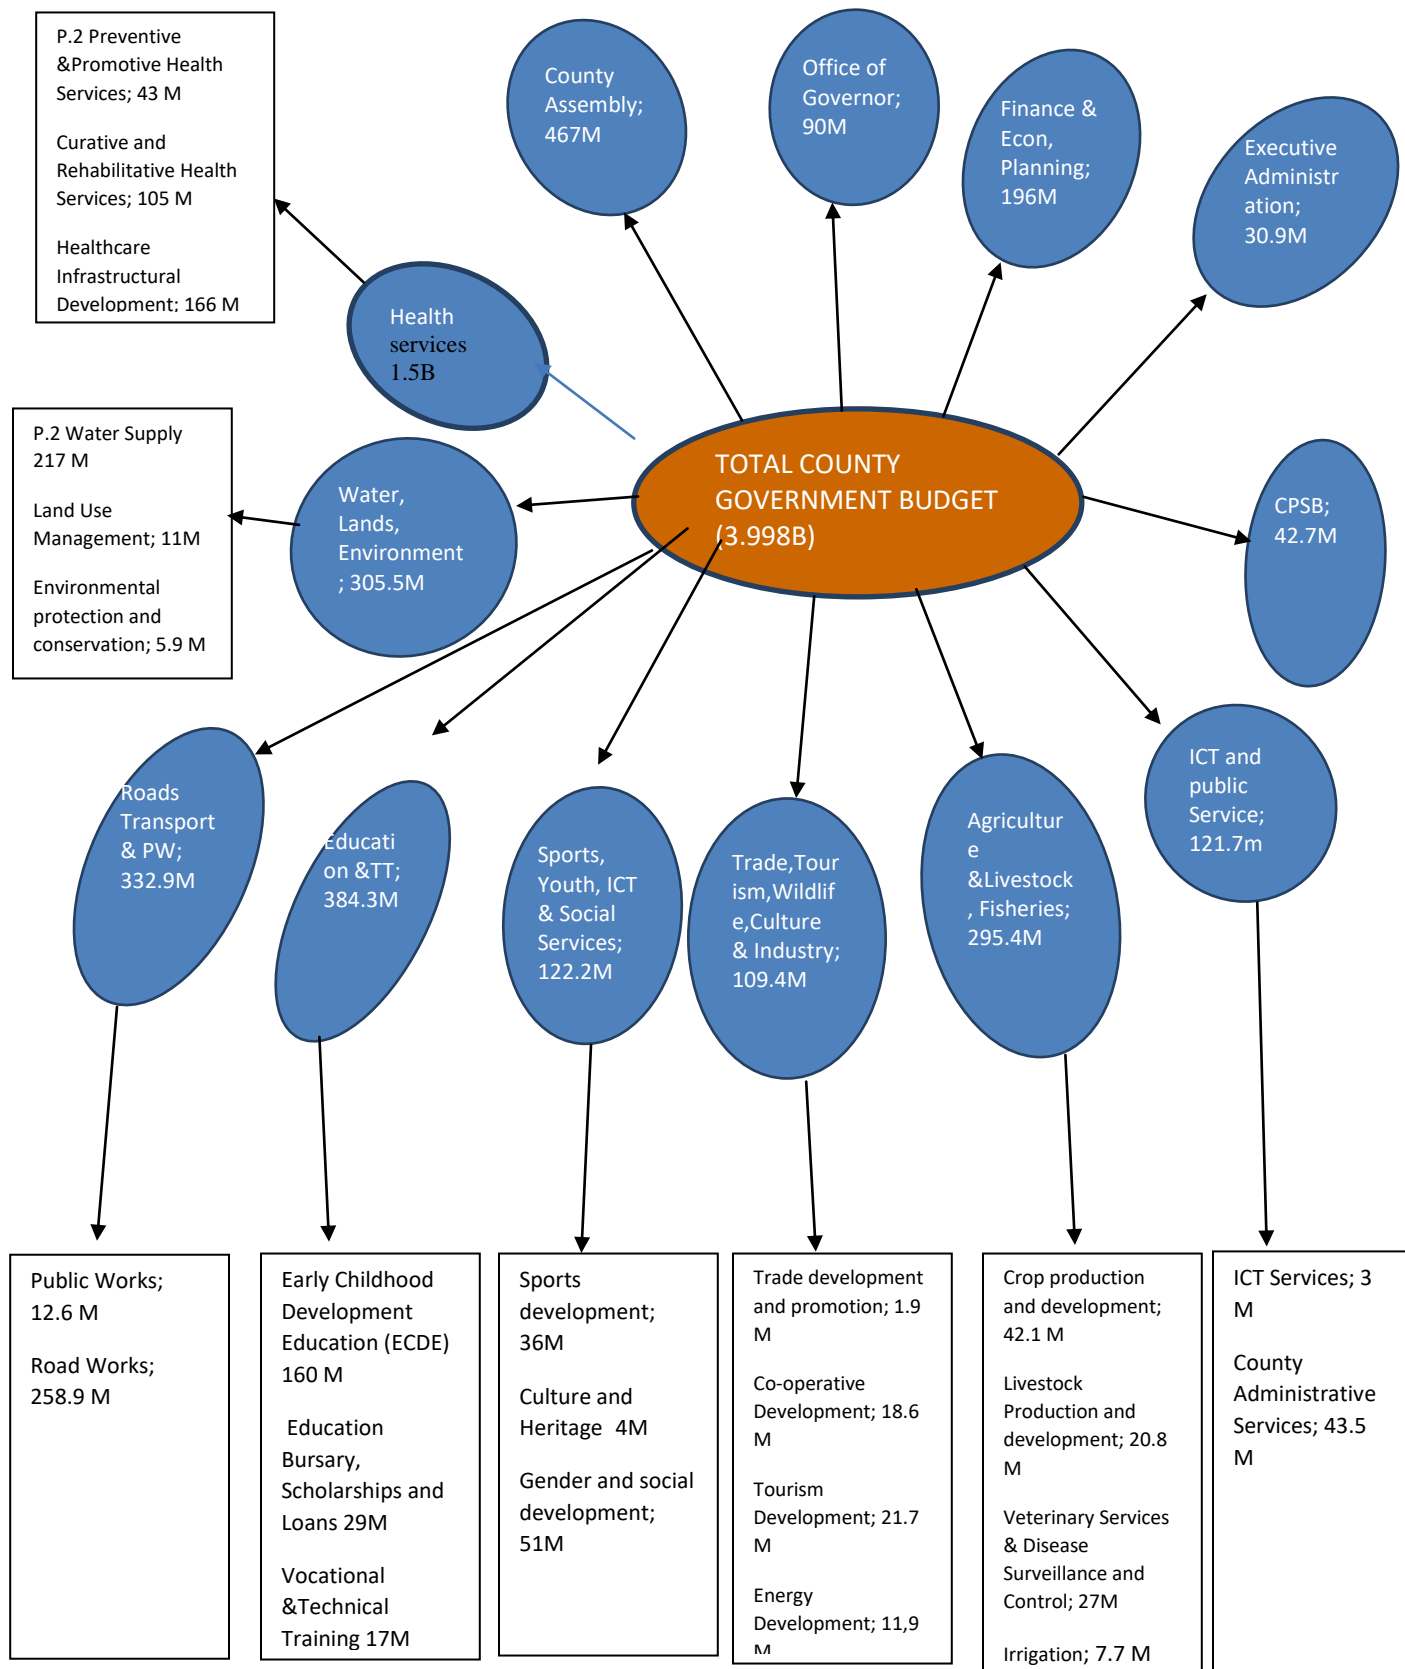 P.2 Preventive
&Promotive Health
Services; 43 M
Curative and
Rehabilitative Health
Services; 105 M
Healthcare
Infrastructural
Development; 166 M
County
Assembly;
467M
Office of
Governor;
90M
Finance &
Econ,
Planning;
196M
Executive
Administr
ation;
30.9M
Health
services
1.5B
P.2 Water Supply
217 M
Land Use
Management; 11M
Environmental
protection and
conservation; 5.9 M
Water,
Lands,
Environment
; 305.5M
TOTAL COUNTY
GOVERNMENT BUDGET
(3.998B)
CPSB;
42.7M
Roads
Transport
& PW;
332.9M
Educati
on &TT;
384.3M
Sports,
Youth, ICT
& Social
Services;
122.2M
Trade,Tour
ism,Wildlif
e,Culture
& Industry;
109.4M
Agricultur
e
&Livestock
, Fisheries;
295.4M
ICT and
public
Service;
121.7m
Public Works;
12.6 M
Road Works;
258.9 M
Early Childhood
Development
Education (ECDE)
160 M
Education
Bursary,
Scholarships and
Loans 29M
Vocational
&Technical
Training 17M
Sports
development;
36M
Culture and
Heritage 4M
Gender and social
development;
51M
Trade development
and promotion; 1.9
M
Co-operative
Development; 18.6
M
Tourism
Development; 21.7
M
Energy
Development; 11,9
M
Crop production
and development;
42.1 M
Livestock
Production and
development; 20.8
M
Veterinary Services
& Disease
Surveillance and
Control; 27M
Irrigation; 7.7 M
ICT Services; 3
M
County
Administrative
Services; 43.5
M